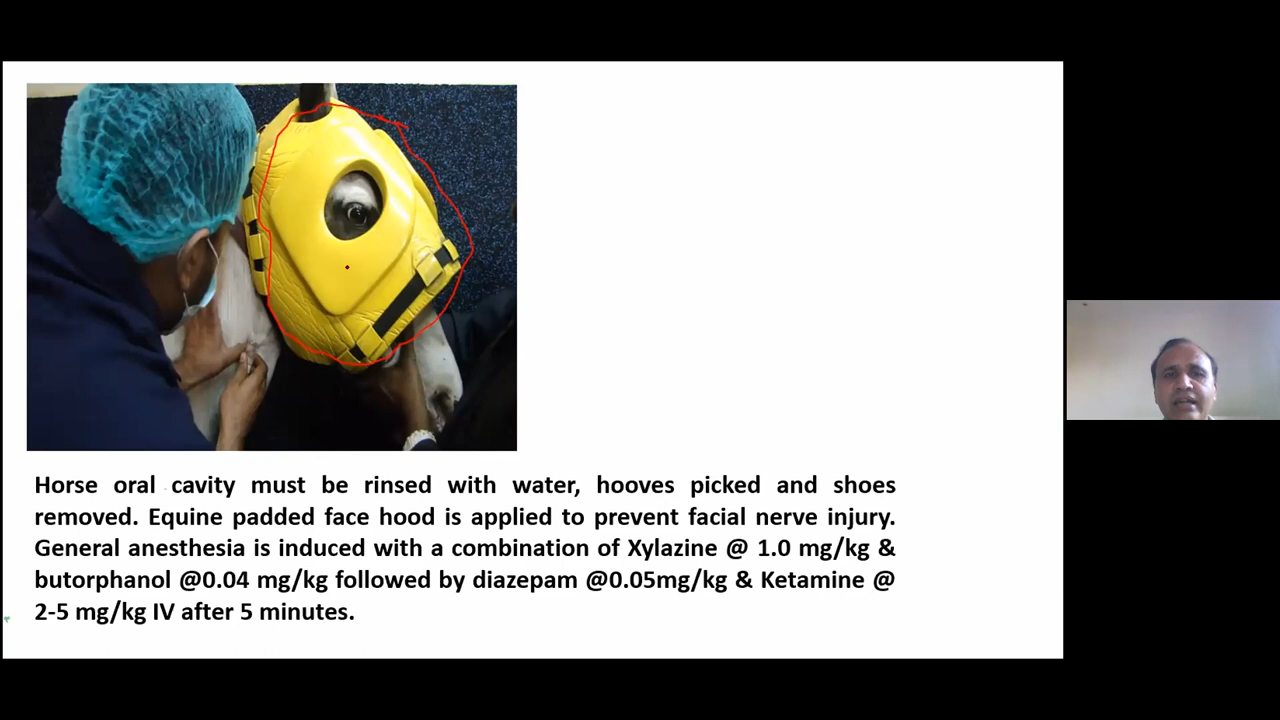 Horse oral cavity must be rinsed with water, hooves picked and shoes
removed. Equine padded face hood is applied to prevent facial nerve injury.
General anesthesia is induced with a combination of Xylazine @ 1.0 mg/kg &
butorphanol @0.04 mg/kg followed by diazepam @0.05mg/kg & Ketamine @
2-5 mg/kg IV after 5 minutes.